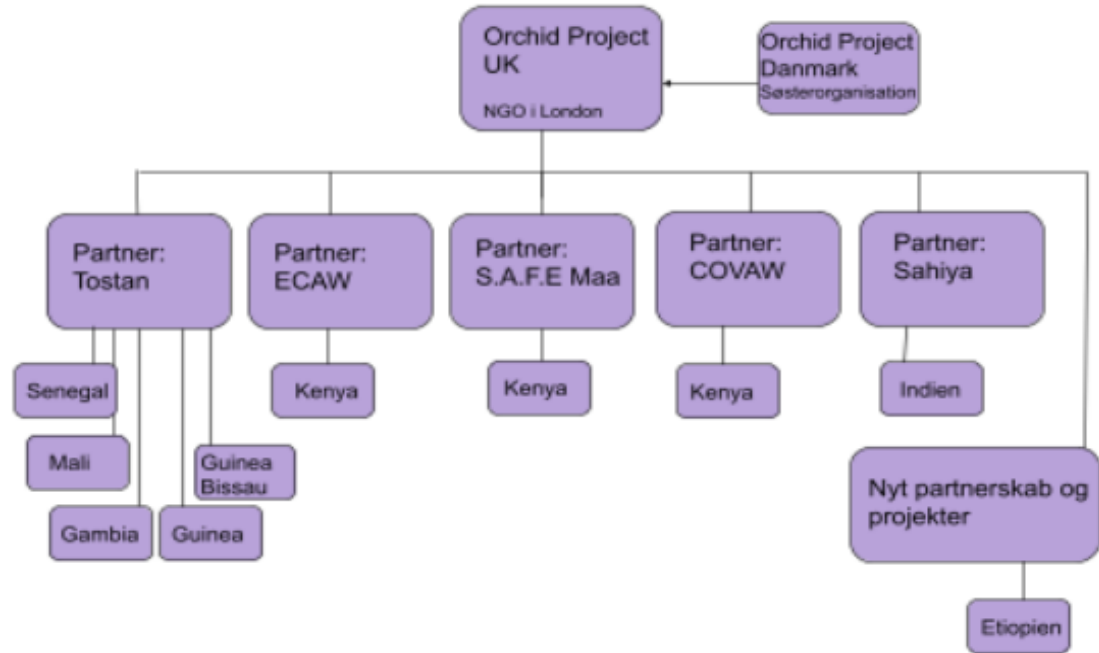 Orchid Project
UK
NGO i London
Orchid Project
Danmark
Søsterorganisation
Partner:
Tostan
Partner:
ECAW
Partner:
S.A.F.E Maa
Partner:
COVAW
Partner:
Sahiya
Senegal
Mali
Gambia
Guinea
Guinea
Bissau
Kenya
Kenya
Kenya
Indien
Nyt partnerskab og
projekter
Etiopien